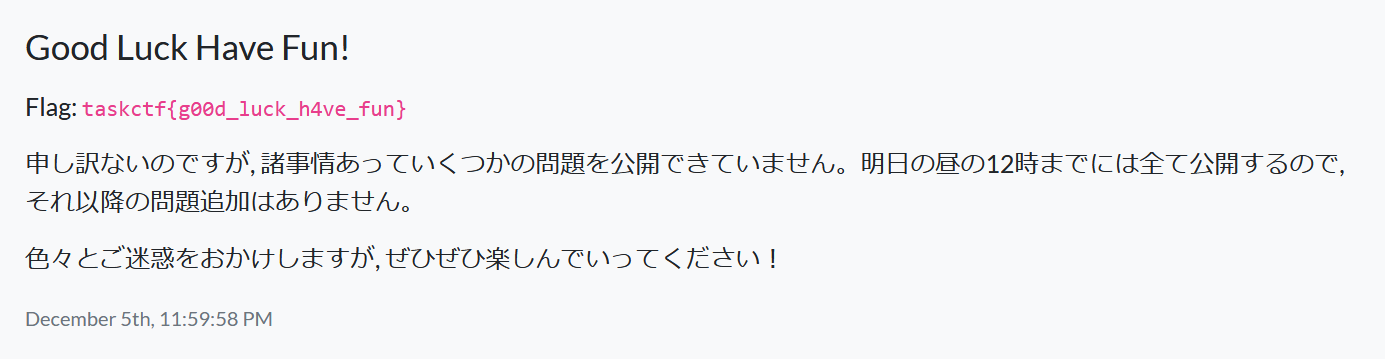 Good Luck Have Fun!
Flag: taskctf{g00d_luck_h4ve_fun}
申し訳ないのですが, 諸事情あっていくつかの問題を公開できていません。明日の昼の12時までには全て公開するので,
それ以降の問題追加はありません。
色々とご迷惑をおかけしますが, ぜひぜひ楽しんでいってください！
December 5th, 11:59:58 PM